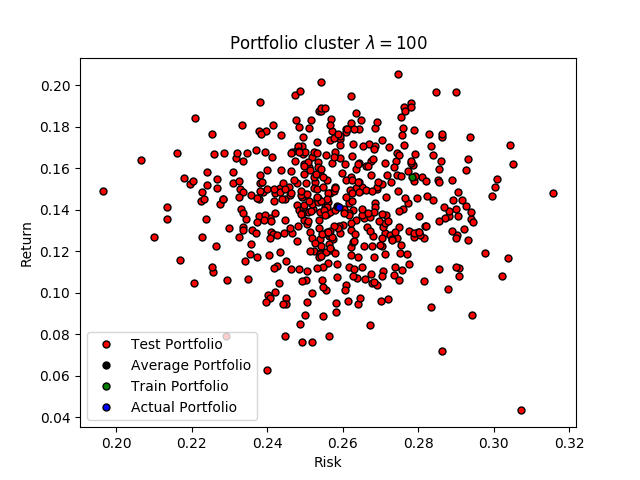 Portfolio cluster λ = 100
Return
0.20
0.18
0.16
0.14
0.12
0.10
0.08
0.06
0.04
Test Portfolio
Average Portfolio
Train Portfolio
Actual Portfolio
0.20 0.22 0.24 0.26 0.28 0.30 0.32
Risk